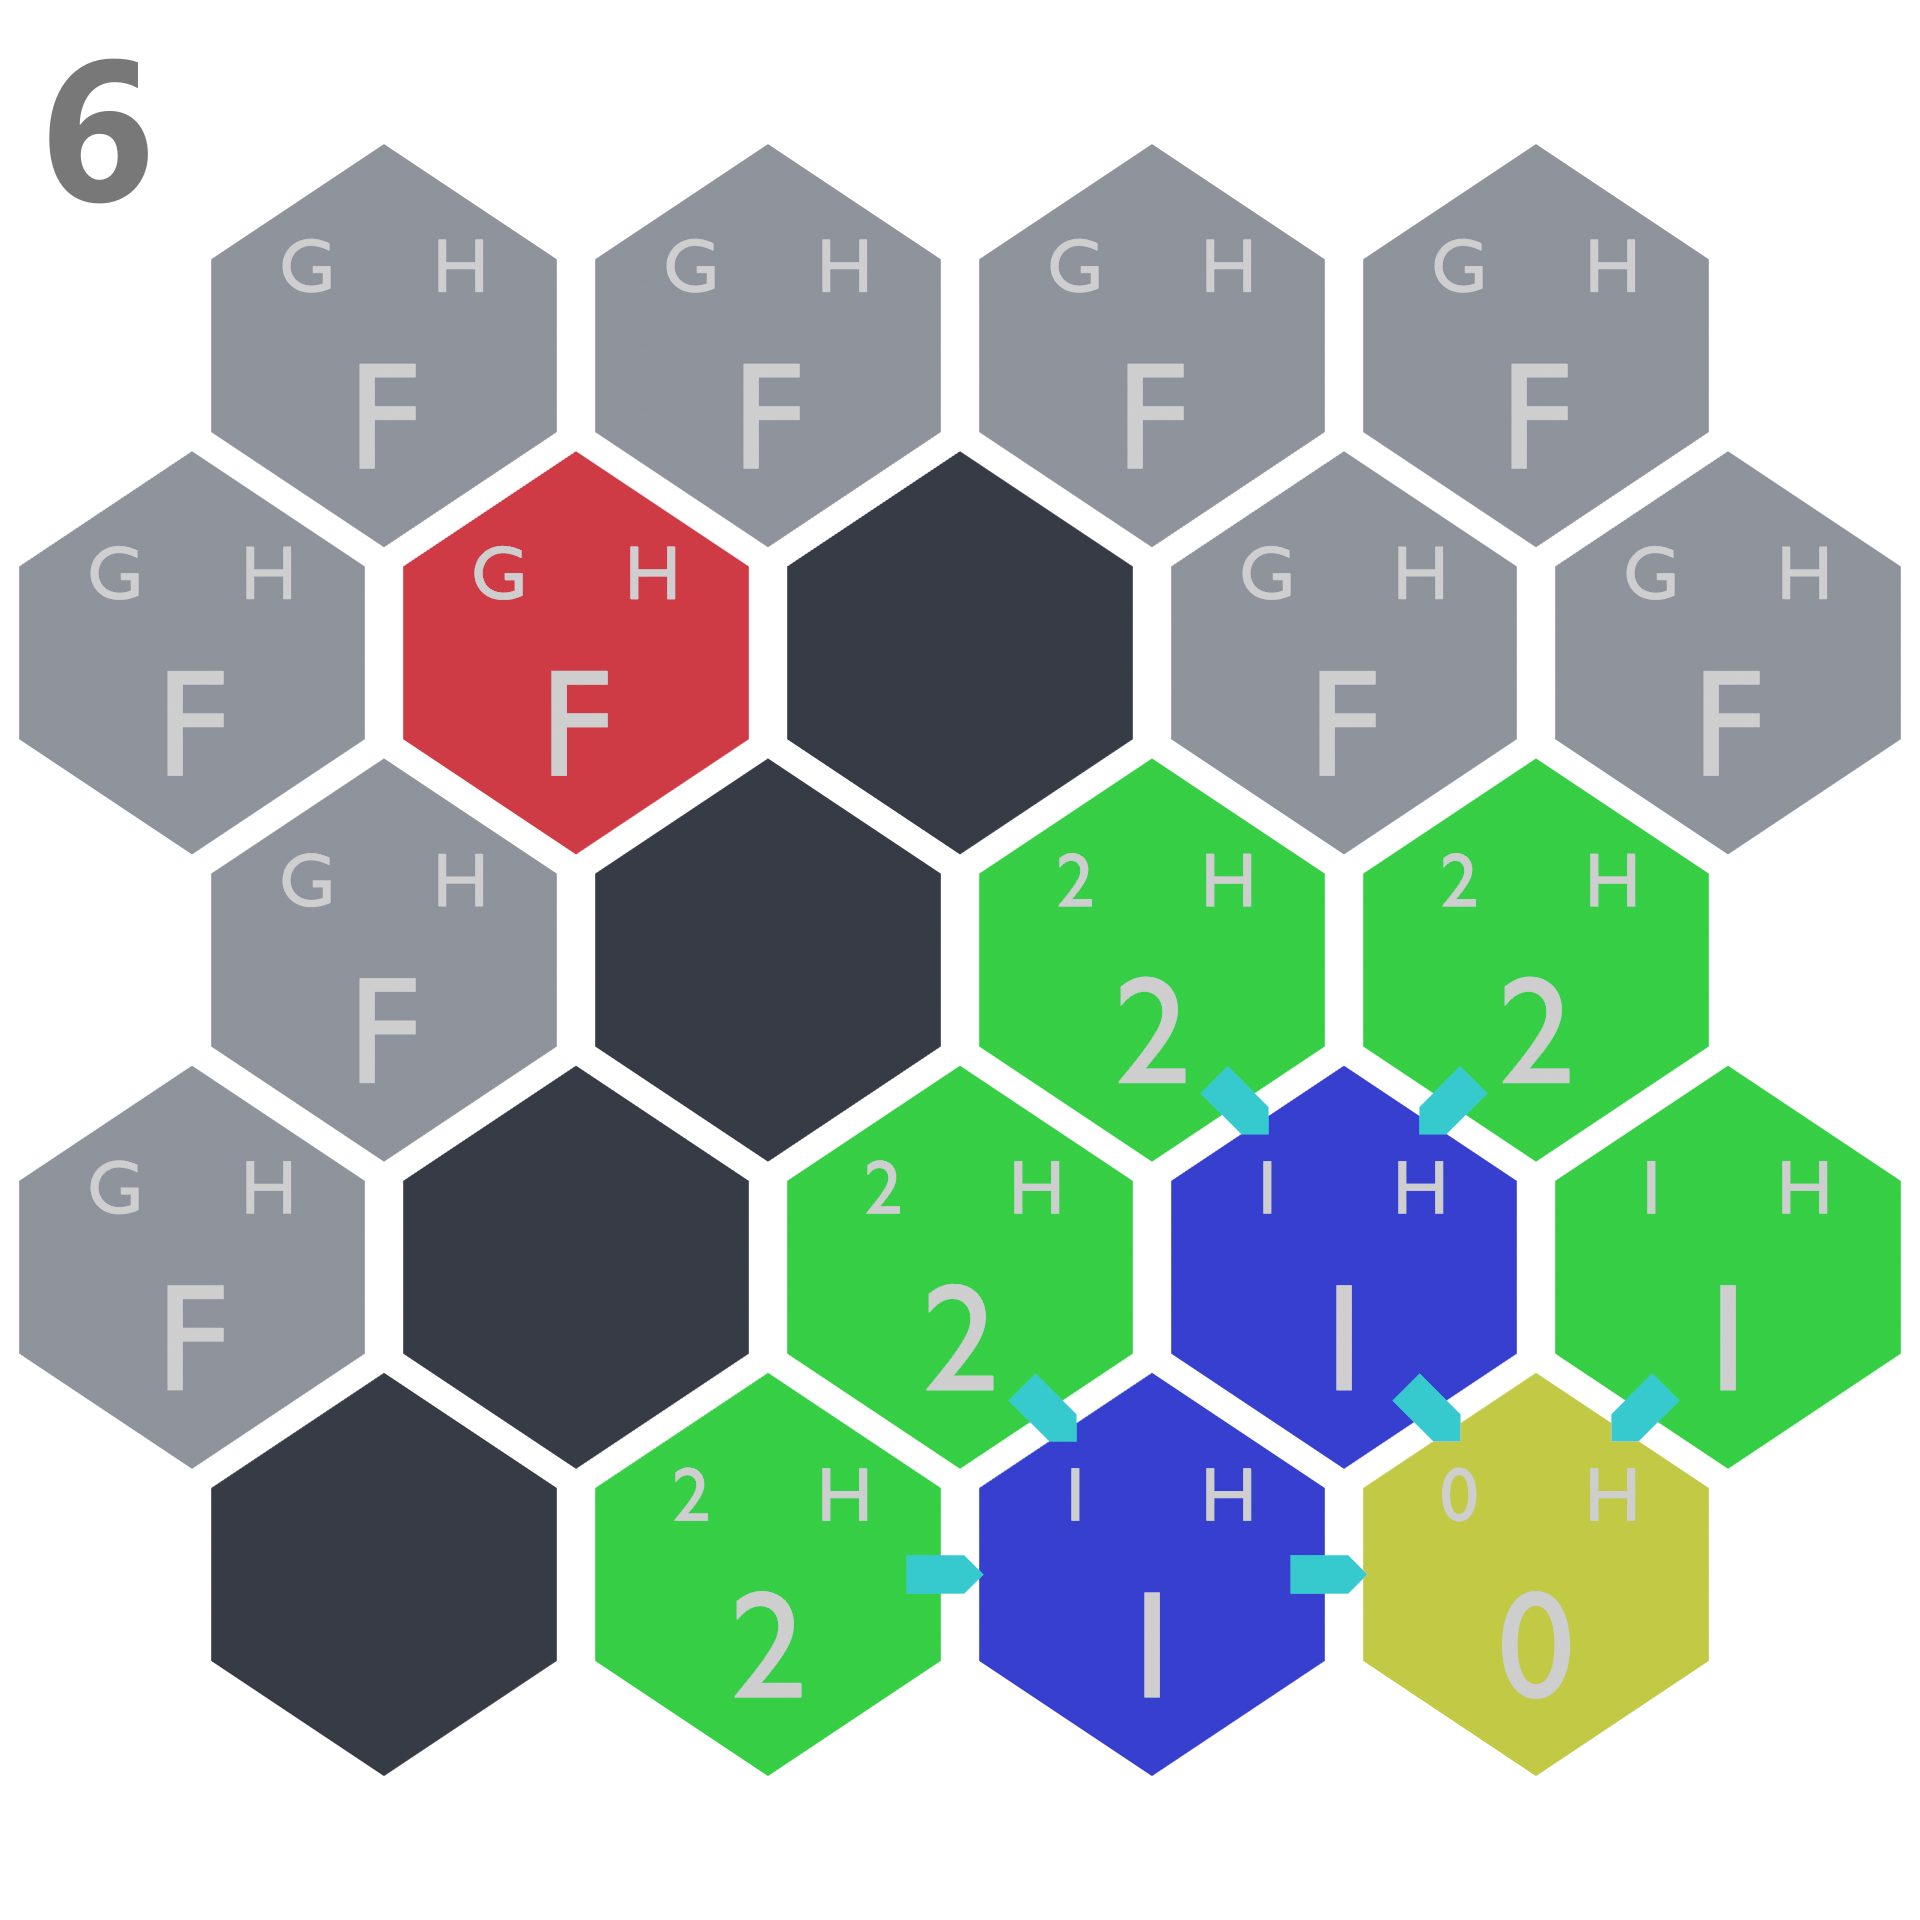 6
G H G H G H G H
F F F F
G H G H G H G H
F F F F
G H 2 H 2 H
F 2 2
G H 2 H I H I H
F 2 I I
2 H I H 0 H
2 I 0